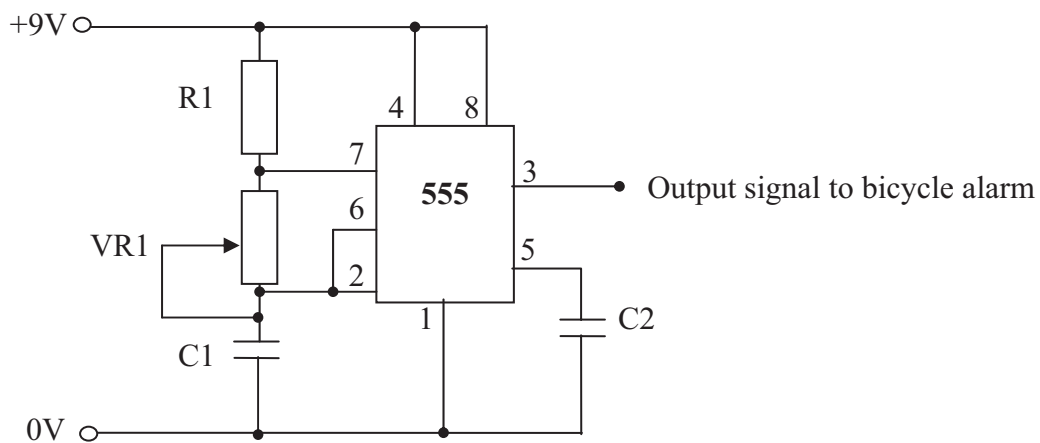 +9V
R1
4 8
7
3
555
Output signal to bicycle alarm
6
VR1
5
2
1
C2
C1
0V